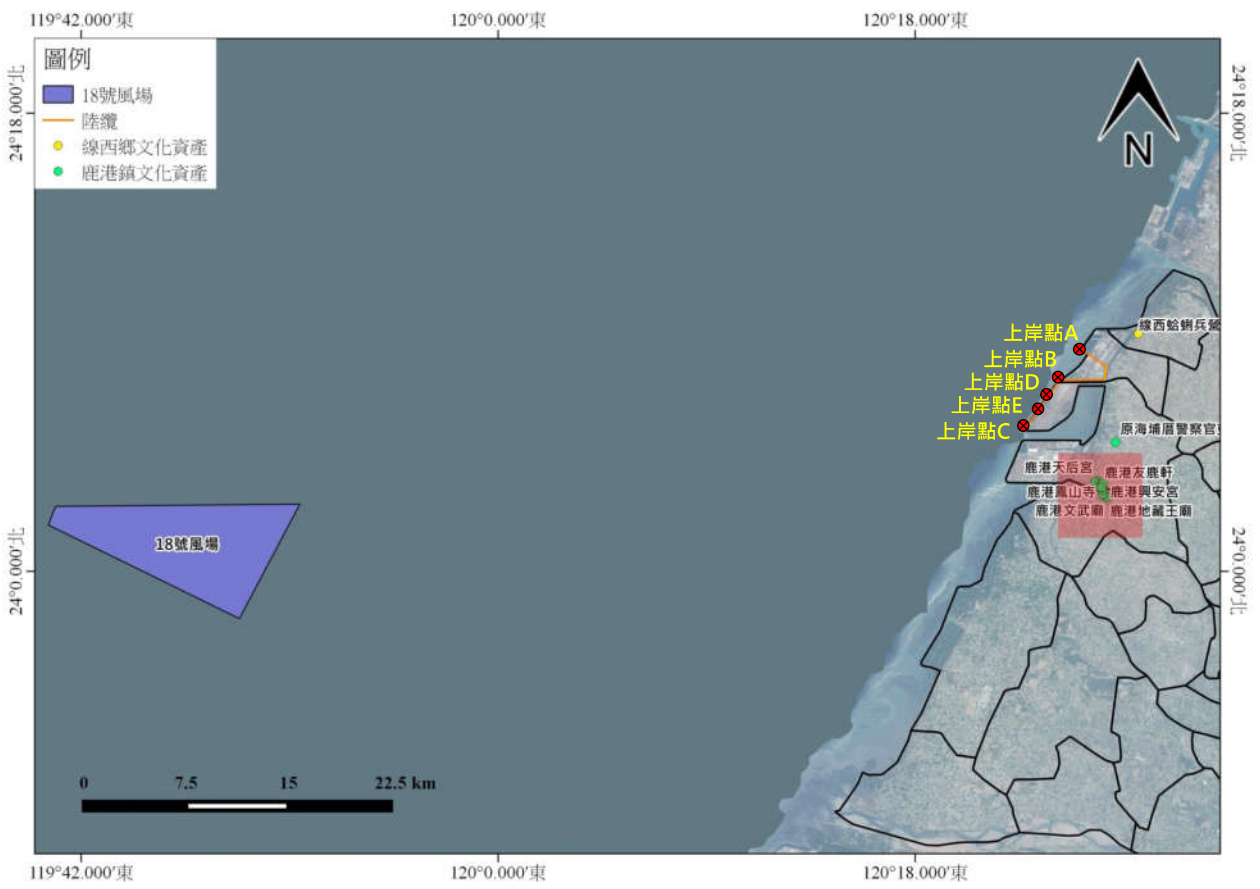 119°42.000′東
120°0.000′東
120°18.000′東
圖例
18號風場
陸纜
線西鄉文化資產
鹿港鎮文化資產
24°18.000′北
24°18.000′北
N
線西蛤蜊兵營
上岸點A
上岸點B
上岸點D
上岸點E
上岸點C
原海埔厝警察官
鹿港天后宮
鹿港友鹿軒
鹿港鳳山寺
鹿港興安宮
鹿港文武廟
鹿港地藏王廟
18號風場
24°0.000′北
24°0.000′北
0 7.5 15 22.5 km
119°42.000′東
120°0.000′東
120°18.000′東